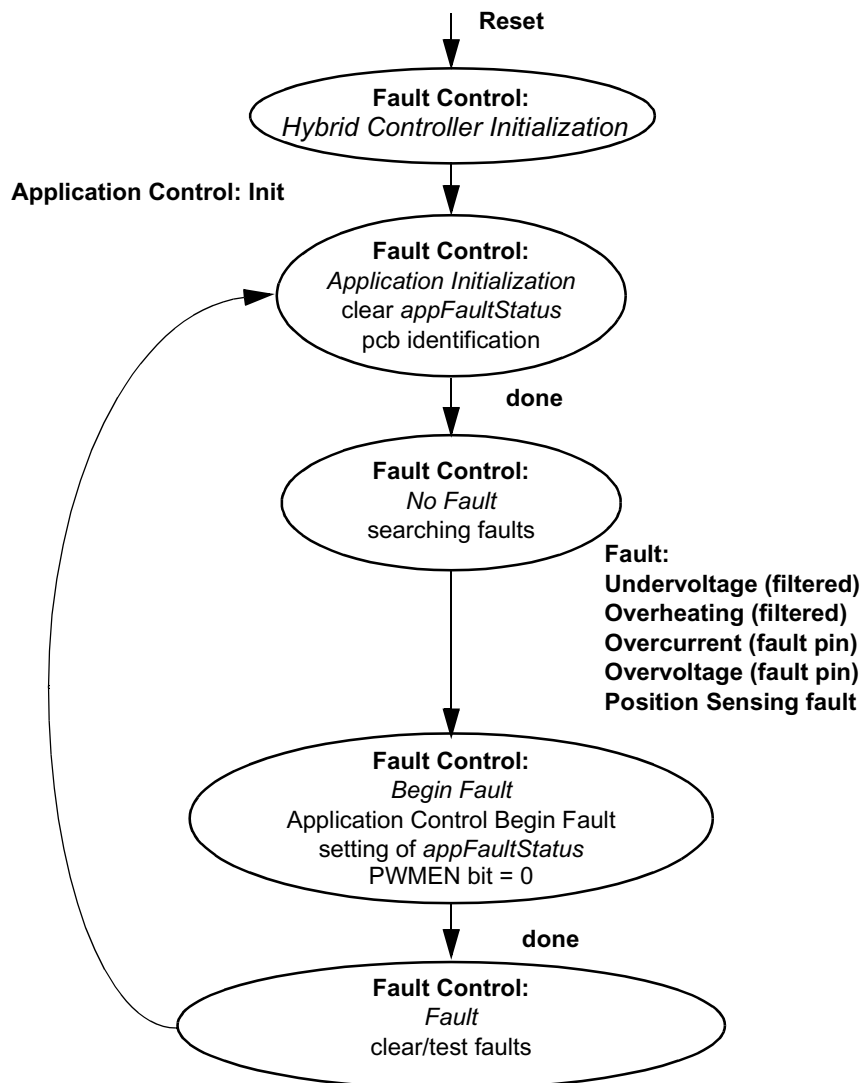 Reset
Fault Control:
Hybrid Controller Initialization
Application Control: Init
Fault Control:
Application Initialization
clear appFaultStatus
pcb identification
done
Fault Control:
No Fault
searching faults
Fault:
Undervoltage (filtered)
Overheating (filtered)
Overcurrent (fault pin)
Overvoltage (fault pin)
Position Sensing fault
Fault Control:
Begin Fault
Application Control Begin Fault
setting of appFaultStatus
PWMEN bit = 0
done
Fault Control:
Fault
clear/test faults